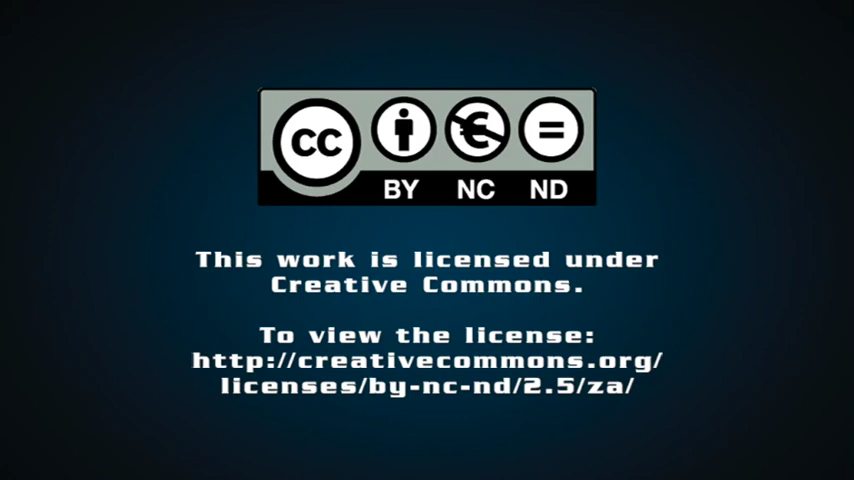 CC
BY NC ND
This work is licensed under
Creative Commons.
To view the license:
http://creativecommons.org/
licenses/by-nc-nd/2.5/za/